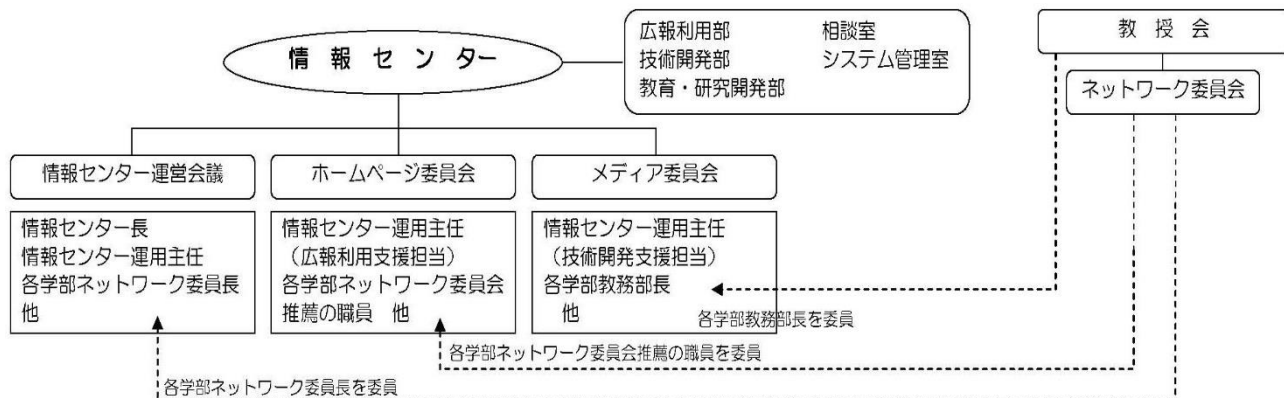 情報センター
広報利用部 相談室
技術開発部 システム管理室
教育・研究開発部
教授会
ネットワーク委員会
情報センター運営会議
情報センター長
情報センター運用主任
各学部ネットワーク委員長
他
ホームページ委員会
情報センター運用主任
（広報利用支援担当）
各学部ネットワーク委員会
推薦の職員 他
メディア委員会
情報センター運用主任
（技術開発支援担当）
各学部教務部長
他
各学部教務部長を委員
各学部ネットワーク委員会推薦の職員を委員
各学部ネットワーク委員長を委員